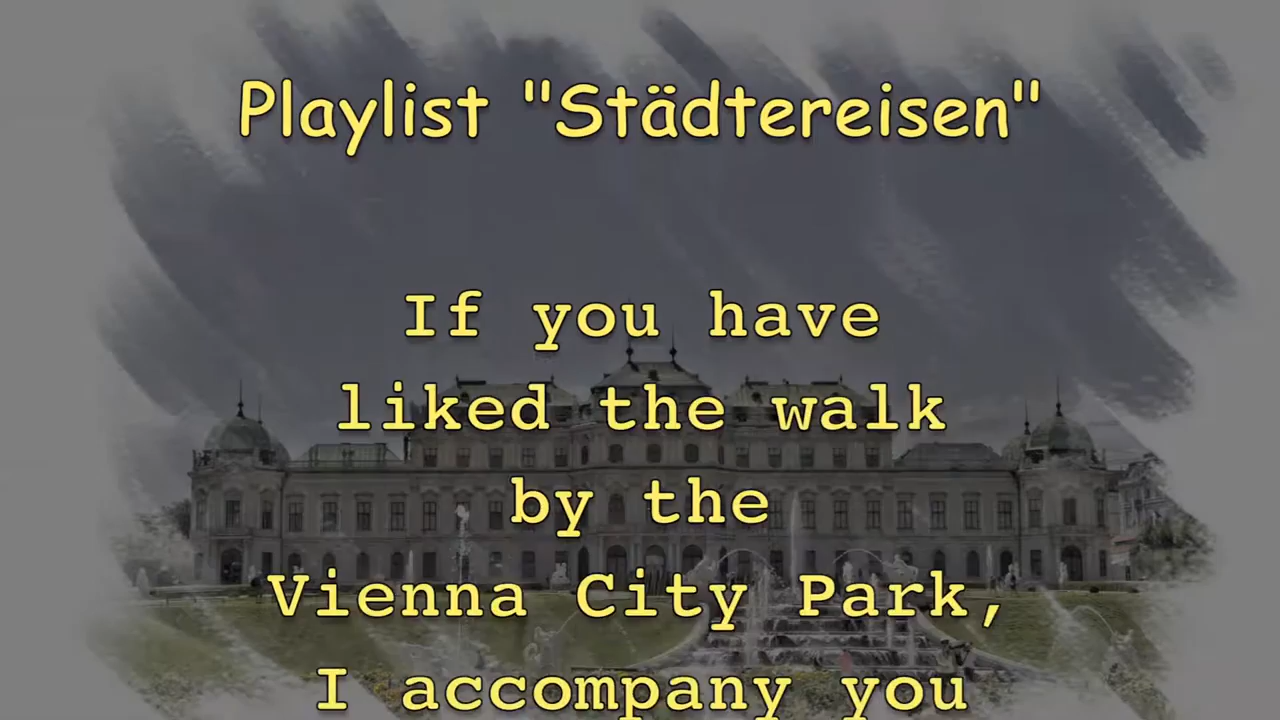 Playlist "Städtereisen"
If you have
liked the walk
by the
Vienna City Park,
I accompany you